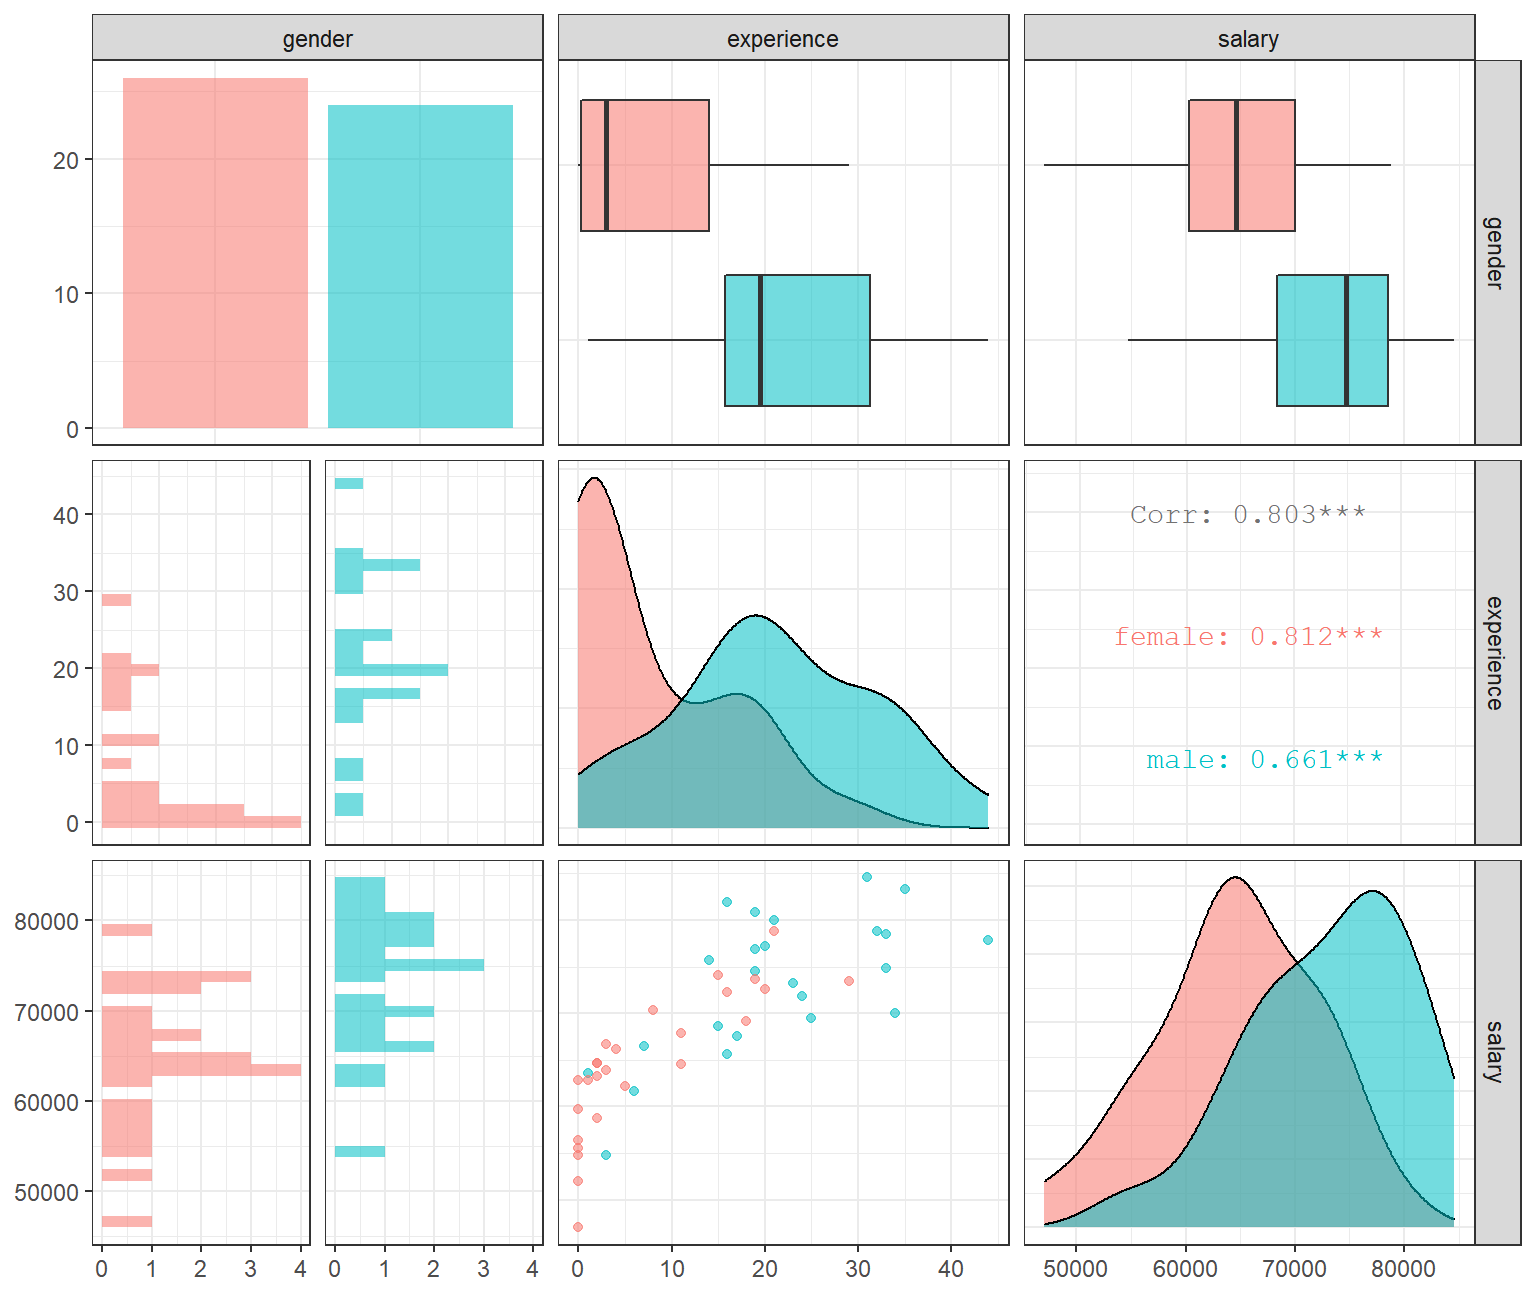 gender
experience
salary
20
10
0
gender
40
30
20
10
0
Corr: 0.803***
female: 0.812***
male: 0.661***
experience
80000
70000
60000
50000
salary
0 1 2 3 4 0 1 2 3 4 0 10 20 30 40 50000 60000 70000 80000